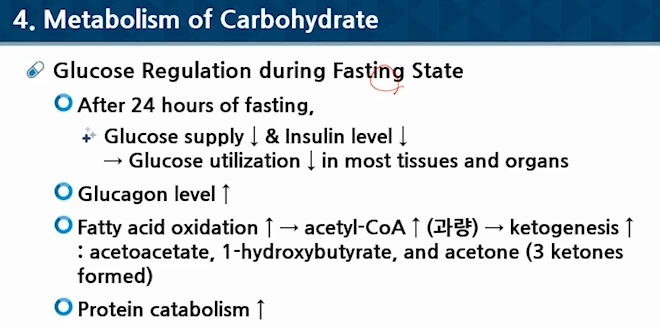 4. Metabolism of Carbohydrate
Glucose Regulation during Fasting State
After 24 hours of fasting,
Glucose supply ↓ & Insulin level ↓
→ Glucose utilization ↓ in most tissues and organs
Glucagon level ↑
Fatty acid oxidation ↑ → acetyl-CoA ↑ (과량) → ketogenesis ↑
: acetoacetate, 1-hydroxybutyrate, and acetone (3 ketones
formed)
Protein catabolism ↑